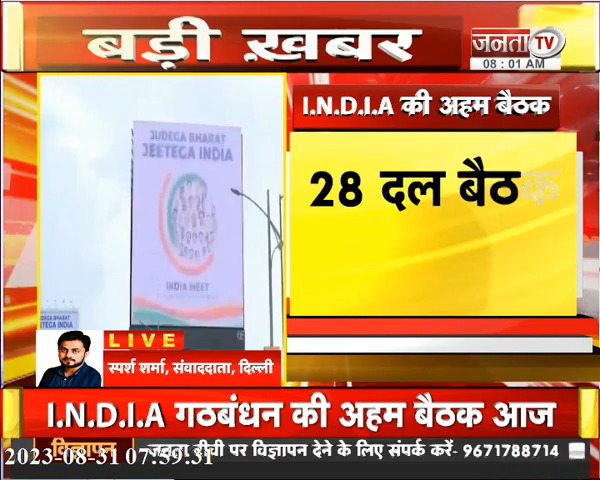 बड़ी ख़बर
जनता TV
08 : 01 AM
I.N.D.I.A की अहम बैठक
28 दल बैठक
JUDEGA BHARAT
JEETEGA INDIA
INDIA MEET
JUDEGA BHARAT
JEETEGA INDIA
LIVE
स्पर्श शर्मा, संवाददाता, दिल्ली
I.N.D.I.A गठबंधन की अहम बैठक आज
विज्ञापन जनता टीवी पर विज्ञापन देने के लिए संपर्क करें- 9671788714
2023-08-31 07:59:31